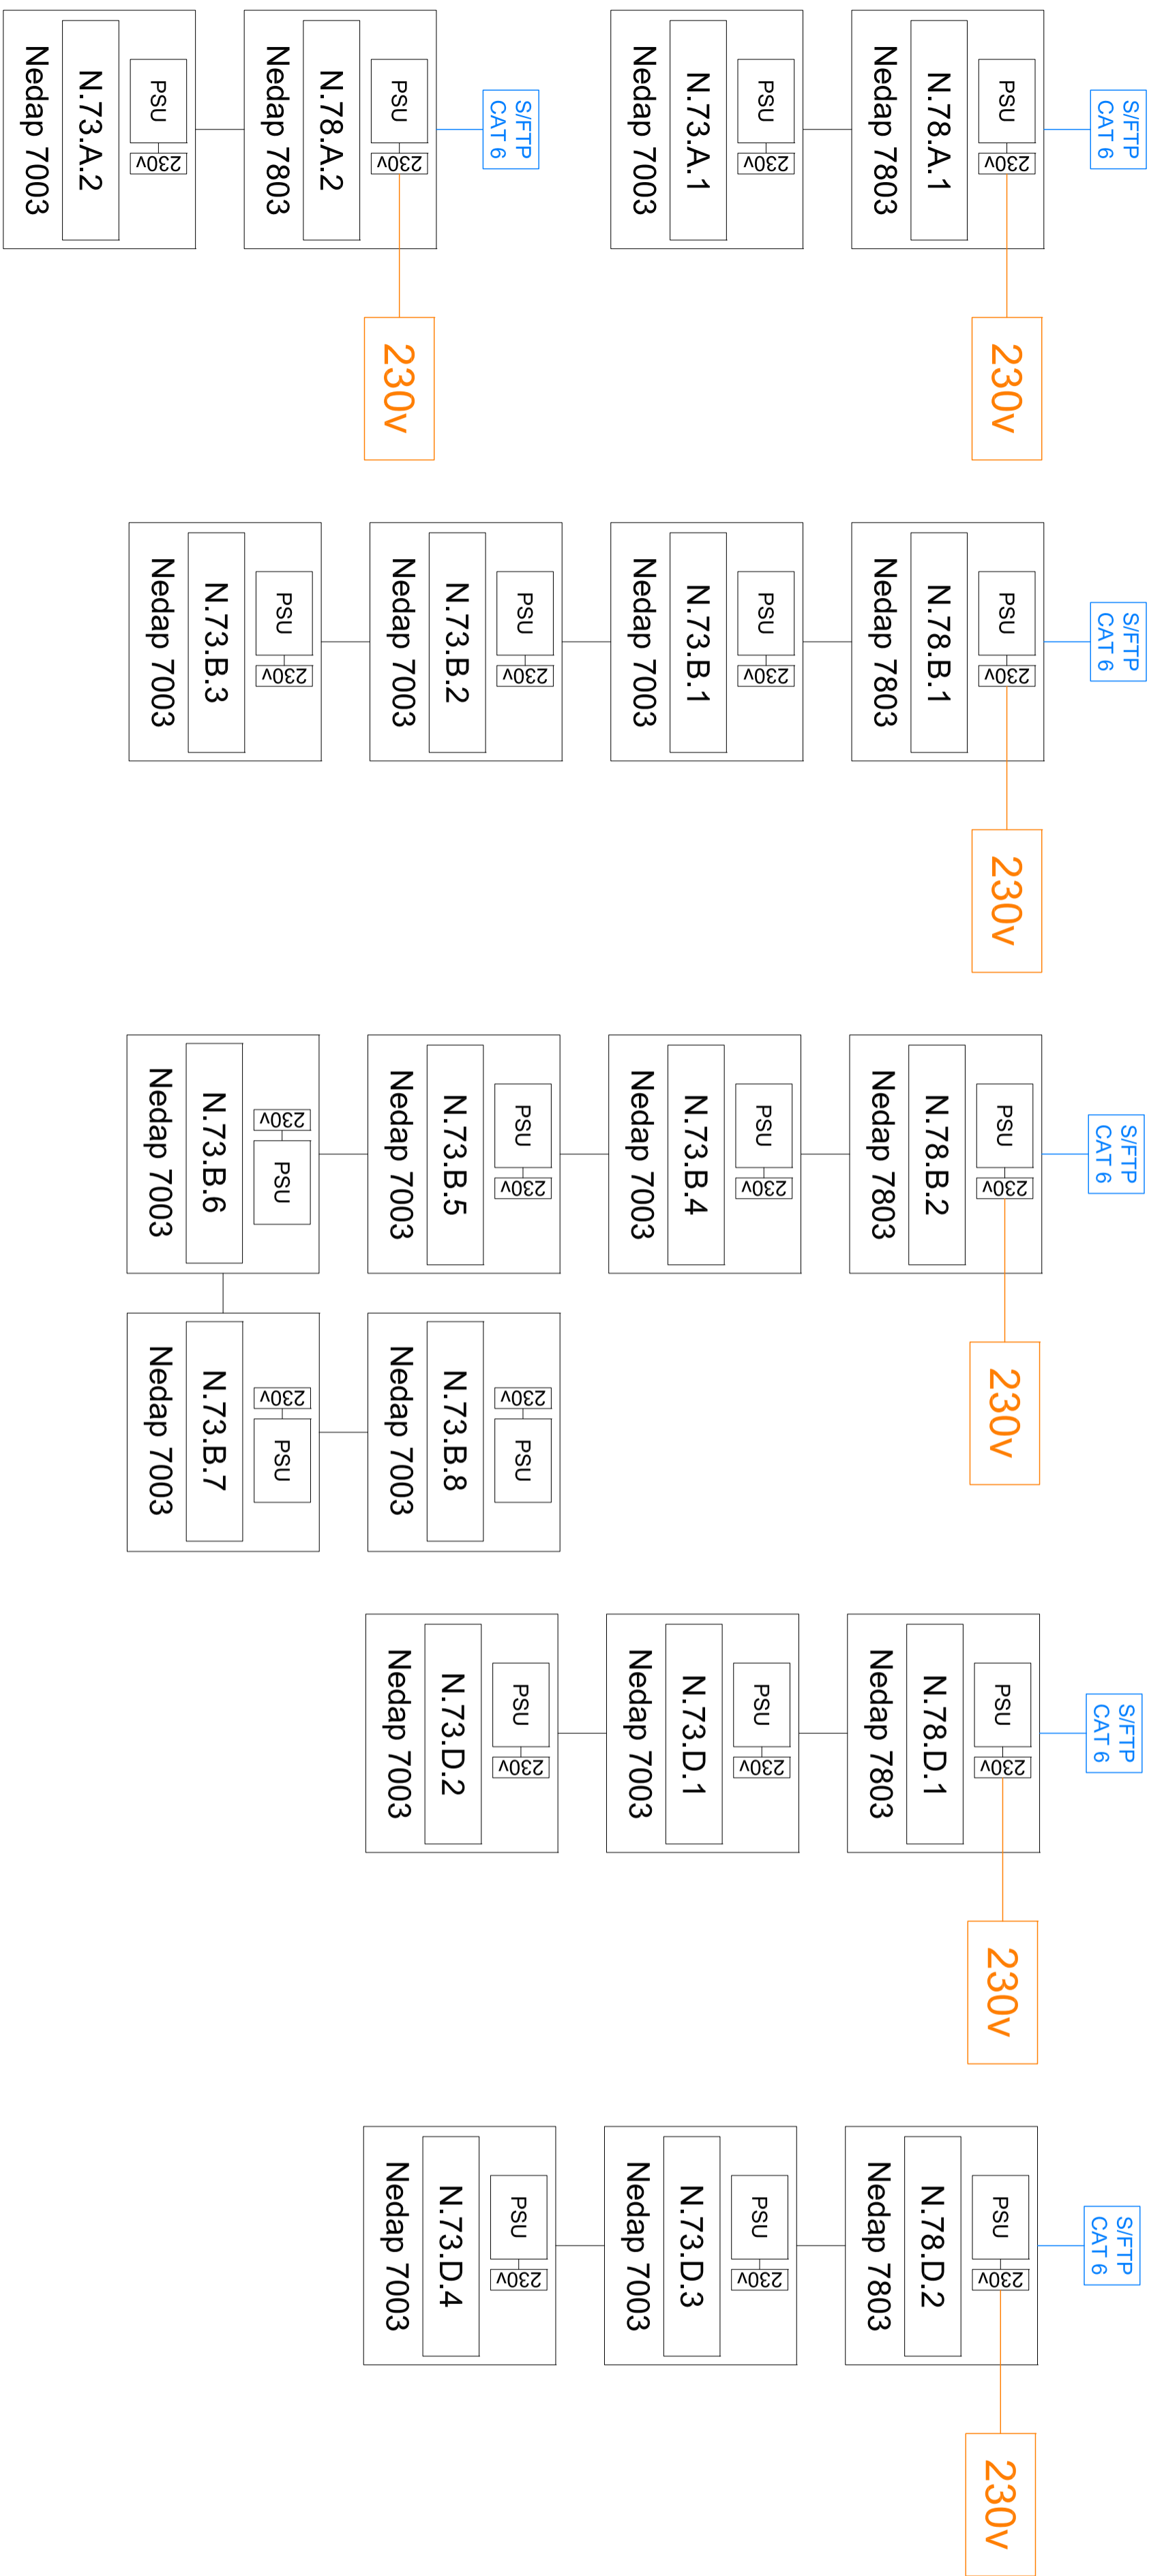 S/FTP
CAT 6
PSU
230v
230v
N.78.A.1
Nedap 7803
PSU
230v
N.73.A.1
Nedap 7003
S/FTP
CAT 6
PSU
230v
230v
N.78.A.2
Nedap 7803
PSU
230v
N.73.A.2
Nedap 7003
S/FTP
CAT 6
PSU
230v
230v
N.78.B.1
Nedap 7803
PSU
230v
N.73.B.1
Nedap 7003
PSU
230v
N.73.B.2
Nedap 7003
PSU
230v
N.73.B.3
Nedap 7003
S/FTP
CAT 6
PSU
230v
230v
N.78.B.2
Nedap 7803
PSU
230v
N.73.B.4
Nedap 7003
PSU
230v
N.73.B.5
Nedap 7003
230v
PSU
N.73.B.6
Nedap 7003
230v
PSU
N.73.B.8
Nedap 7003
230v
PSU
N.73.B.7
Nedap 7003
S/FTP
CAT 6
PSU
230v
230v
N.78.D.1
Nedap 7803
PSU
230v
N.73.D.1
Nedap 7003
PSU
230v
N.73.D.2
Nedap 7003
S/FTP
CAT 6
PSU
230v
230v
N.78.D.2
Nedap 7803
PSU
230v
N.73.D.3
Nedap 7003
PSU
230v
N.73.D.4
Nedap 7003